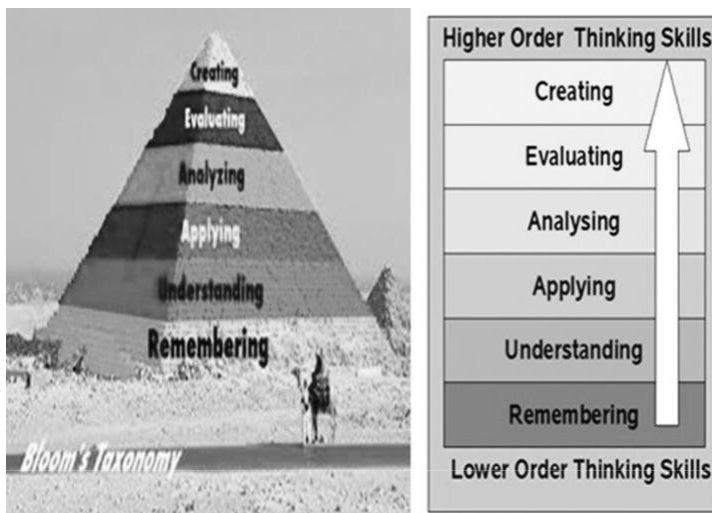 Creating
Evaluating
Analyzing
Applying
Understanding
Remembering
Bloom's Taxonomy
Higher Order Thinking Skills
Creating
Evaluating
Analysing
Applying
Understanding
Remembering
Lower Order Thinking Skills